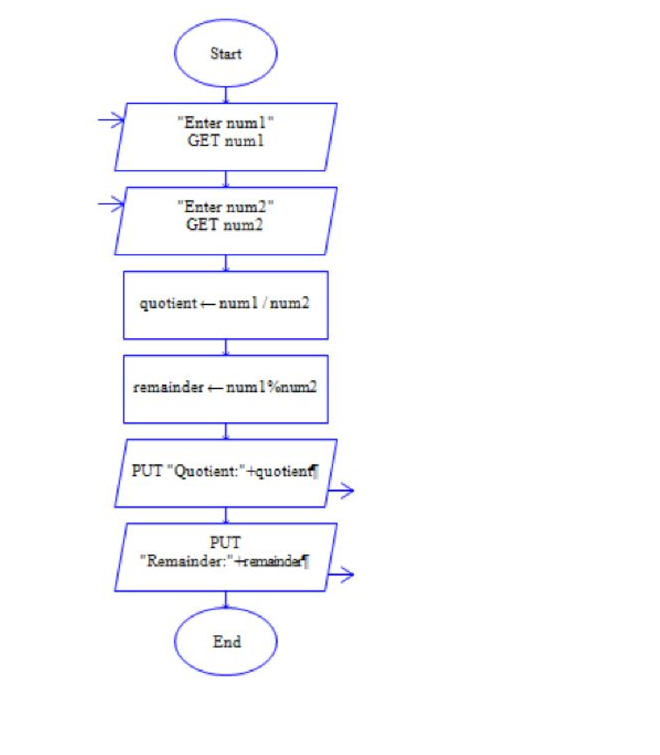 Start
"Enter num1"
GET num1
"Enter num2"
GET num2
quotient ← num1 / num2
remainder ← num1%num2
PUT "Quotient:"+quotient¶
PUT
"Remainder:"+remainder¶
End